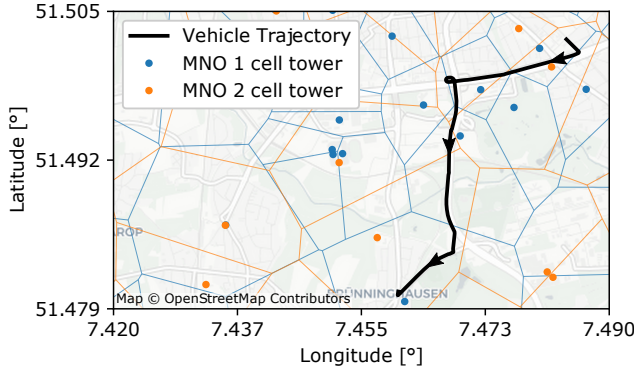 51.505
Vehicle Trajectory
MNO 1 cell tower
MNO 2 cell tower
51.492
Latitude [°]
AROP
BRÜNNINGHAUSEN
Map © OpenStreetMap Contributors
51.479
7.420 7.437 7.455 7.473 7.490
Longitude [°]